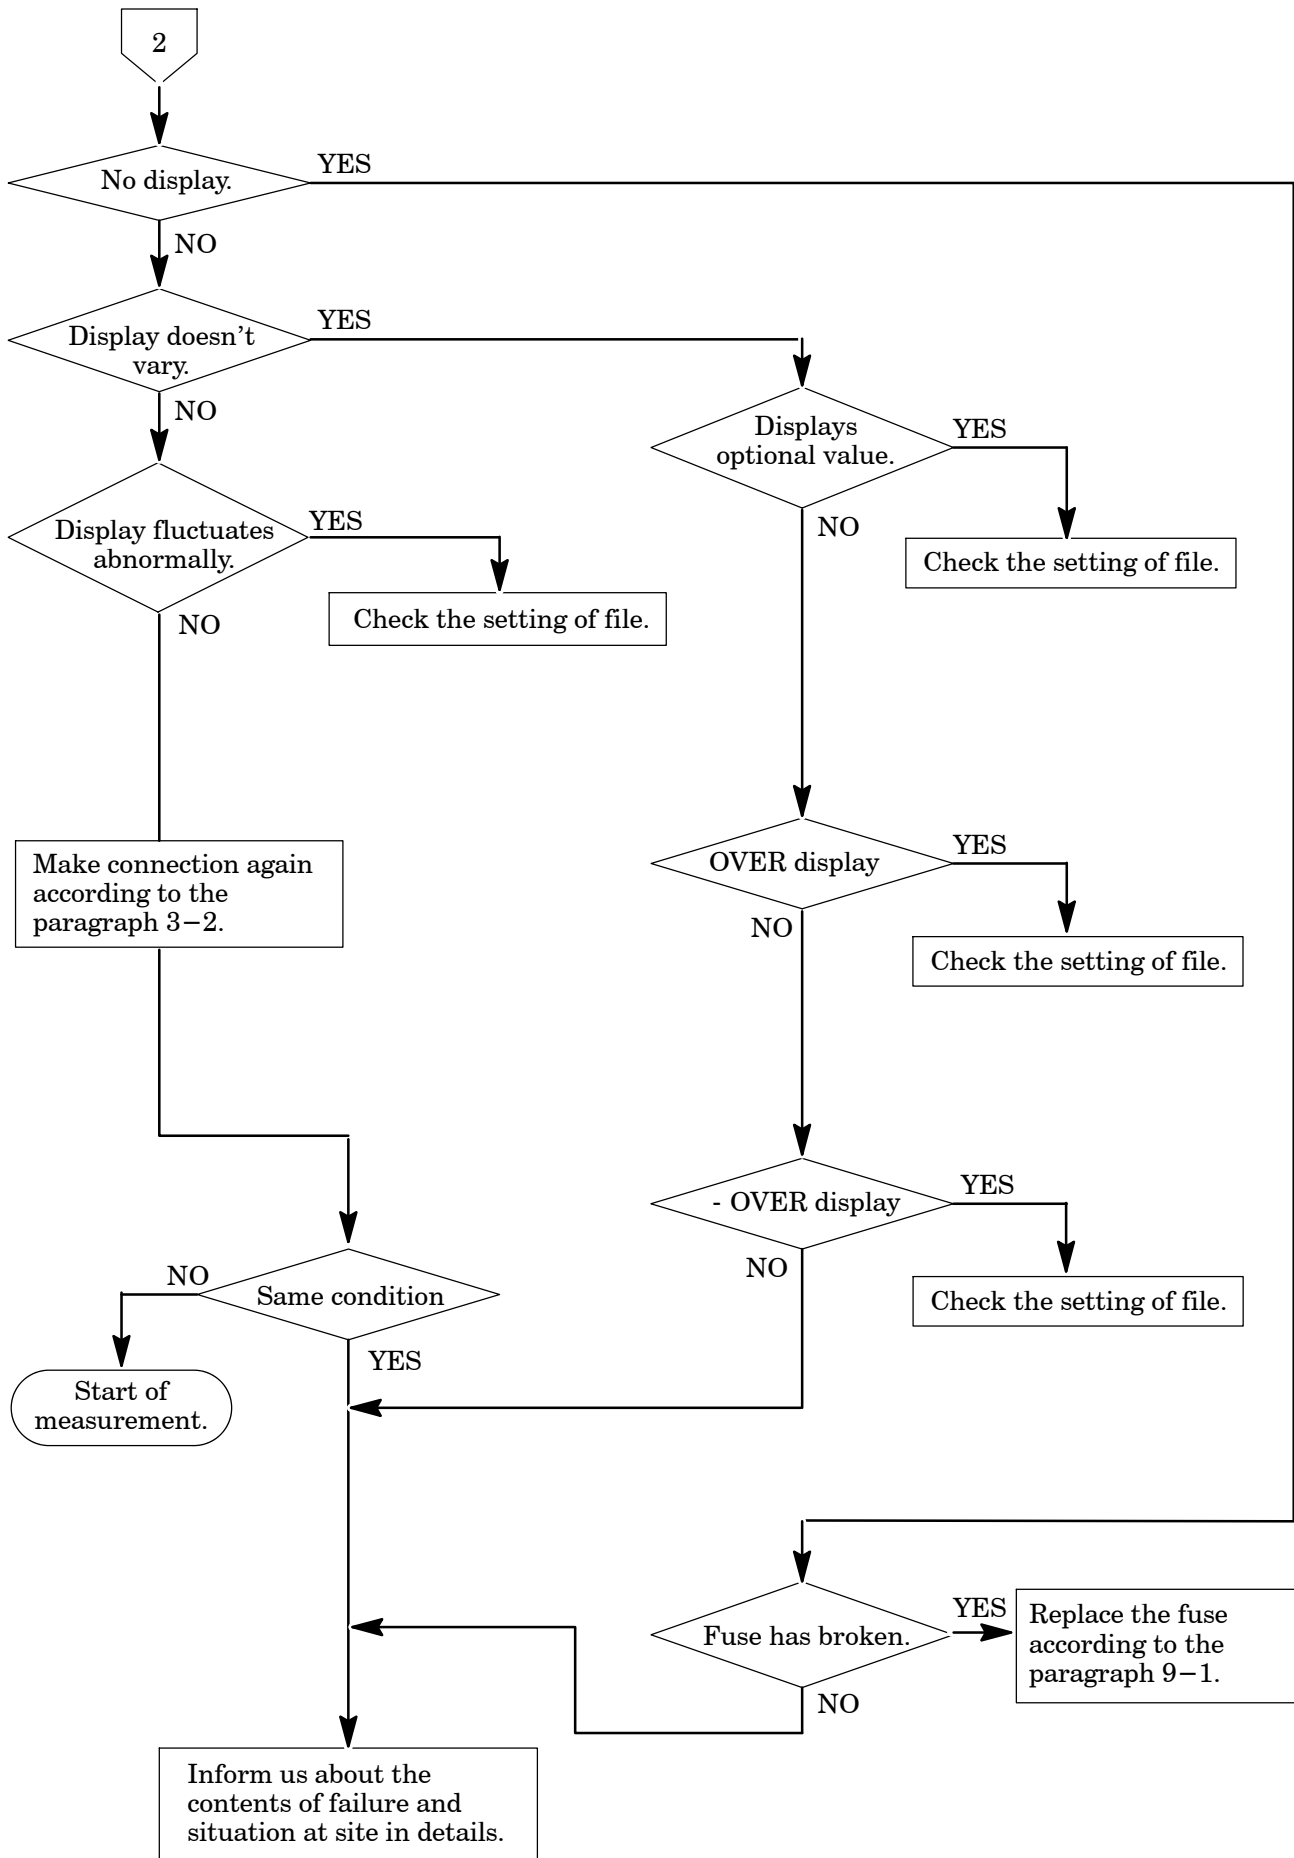 2
No display.
YES
NO
Display doesn't
vary.
YES
NO
Displays
optional value.
YES
NO
Check the setting of file.
Display fluctuates
abnormally.
YES
NO
Check the setting of file.
Make connection again
according to the
paragraph 3−2.
OVER display
YES
NO
Check the setting of file.
- OVER display
YES
NO
Check the setting of file.
Same condition
NO
YES
Start of
measurement.
Fuse has broken.
YES
NO
Replace the fuse
according to the
paragraph 9−1.
Inform us about the
contents of failure and
situation at site in details.